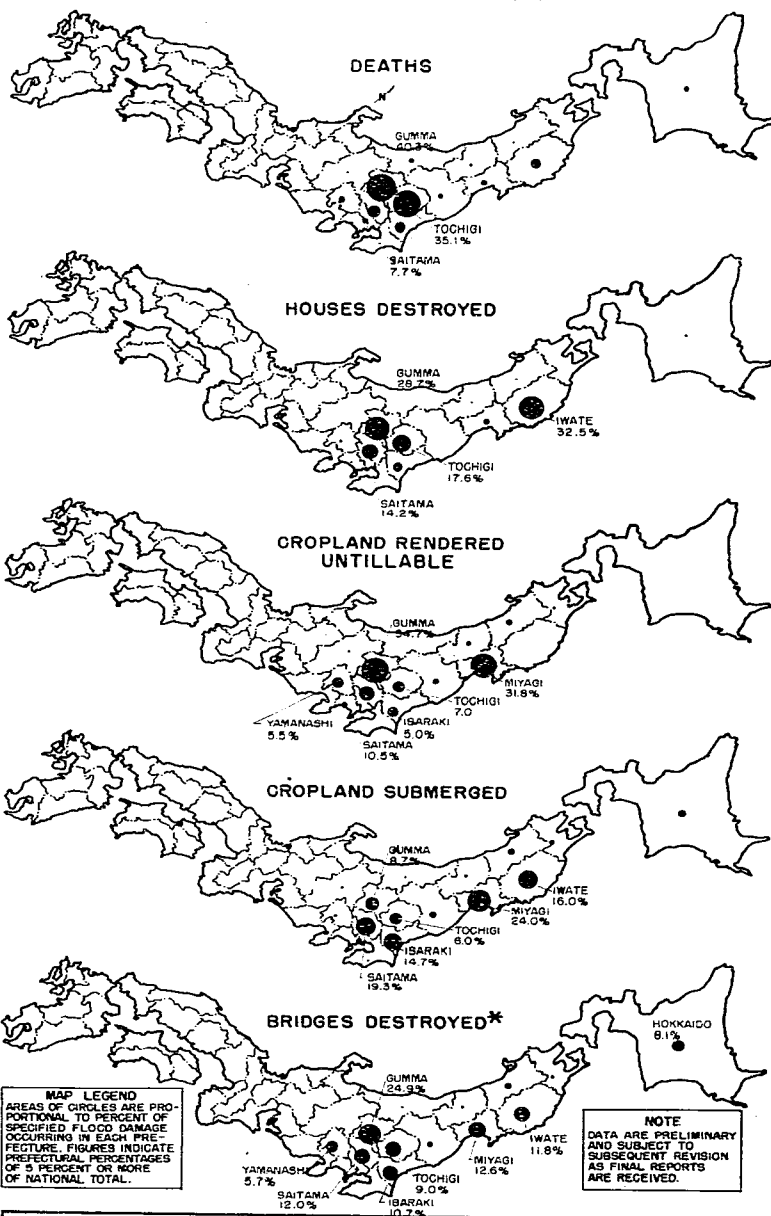 DEATHS
N
GUMMA
40.3%
TOCHIGI
35.1%
SAITAMA
7.7%
HOUSES DESTROYED
GUMMA
28.7%
IWATE
32.5%
TOCHIGI
17.6%
SAITAMA
14.2%
CROPLAND RENDERED
UNTILLABLE
GUMMA
34.7%
MIYAGI
31.8%
TOCHIGI
7.0
ISARAKI
5.0%
YAMANASHI
5.5%
SAITAMA
10.5%
CROPLAND SUBMERGED
GUMMA
8.7%
IWATE
16.0%
MIYAGI
24.0%
TOCHIGI
6.0%
ISARAKI
14.7%
SAITAMA
19.3%
BRIDGES DESTROYED*
HOKKAIDO
8.1%
GUMMA
24.9%
IWATE
11.8%
MIYAGI
12.6%
TOCHIGI
9.0%
YAMANASHI
5.7%
SAITAMA
12.0%
IBARAKI
10.7%
MAP LEGEND
AREAS OF CIRCLES ARE PRO-
PORTIONAL TO PERCENT OF
SPECIFIED FLOOD DAMAGE
OCCURRING IN EACH PRE-
FECTURE. FIGURES INDICATE
PREFECTURAL PERCENTAGES
OF 5 PERCENT OR MORE
OF NATIONAL TOTAL.
NOTE
DATA ARE PRELIMINARY
AND SUBJECT TO
SUBSEQUENT REVISION
AS FINAL REPORTS
ARE RECEIVED.